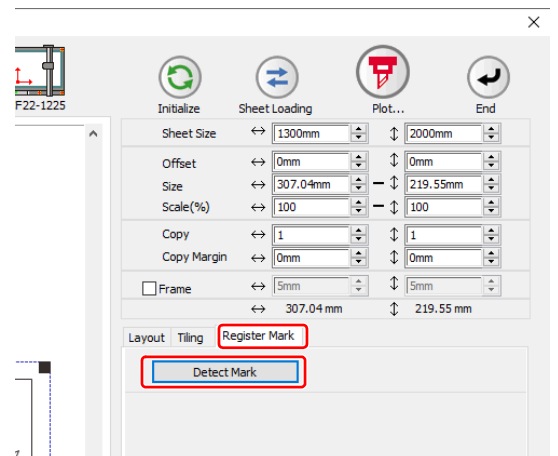 F22-1225
Initialize Sheet Loading Plot... End
Sheet Size 1300mm 2000mm
Offset 0mm 0mm
Size 307.04mm 219.55mm
Scale(%) 100 100
Copy 1 1
Copy Margin 0mm 0mm
Frame 5mm 5mm
307.04 mm 219.55 mm
Layout Tiling Register Mark
Detect Mark